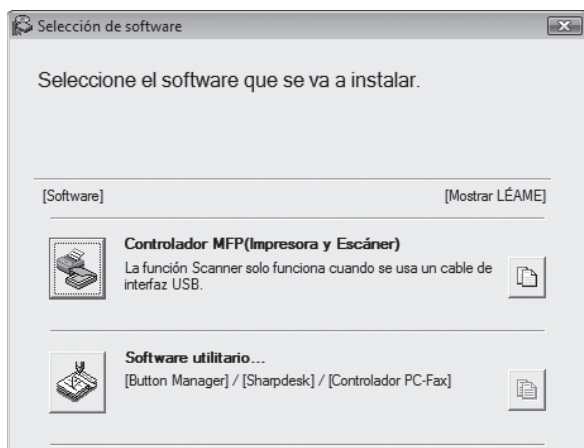 Selección de software
Seleccione el software que se va a instalar.
[Software] [Mostrar LÉAME]
Controlador MFP(Impresora y Escáner)
La función Scanner solo funciona cuando se usa un cable de
interfaz USB.
Software utilitario...
[Button Manager] / [Sharpdesk] / [Controlador PC-Fax]